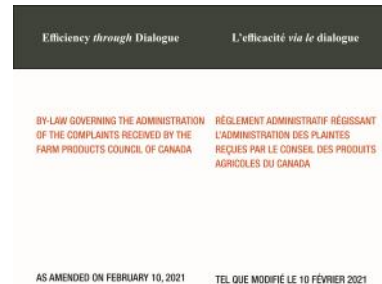 Efficiency through Dialogue
L'efficacité via le dialogue
BY-LAW GOVERNING THE ADMINISTRATION
OF THE COMPLAINTS RECEIVED BY THE
FARM PRODUCTS COUNCIL OF CANADA
RÈGLEMENT ADMINISTRATIF RÉGISSANT
L'ADMINISTRATION DES PLAINTES
REÇUES PAR LE CONSEIL DES PRODUITS
AGRICOLES DU CANADA
AS AMENDED ON FEBRUARY 10, 2021
TEL QUE MODIFIÉ LE 10 FÉVRIER 2021